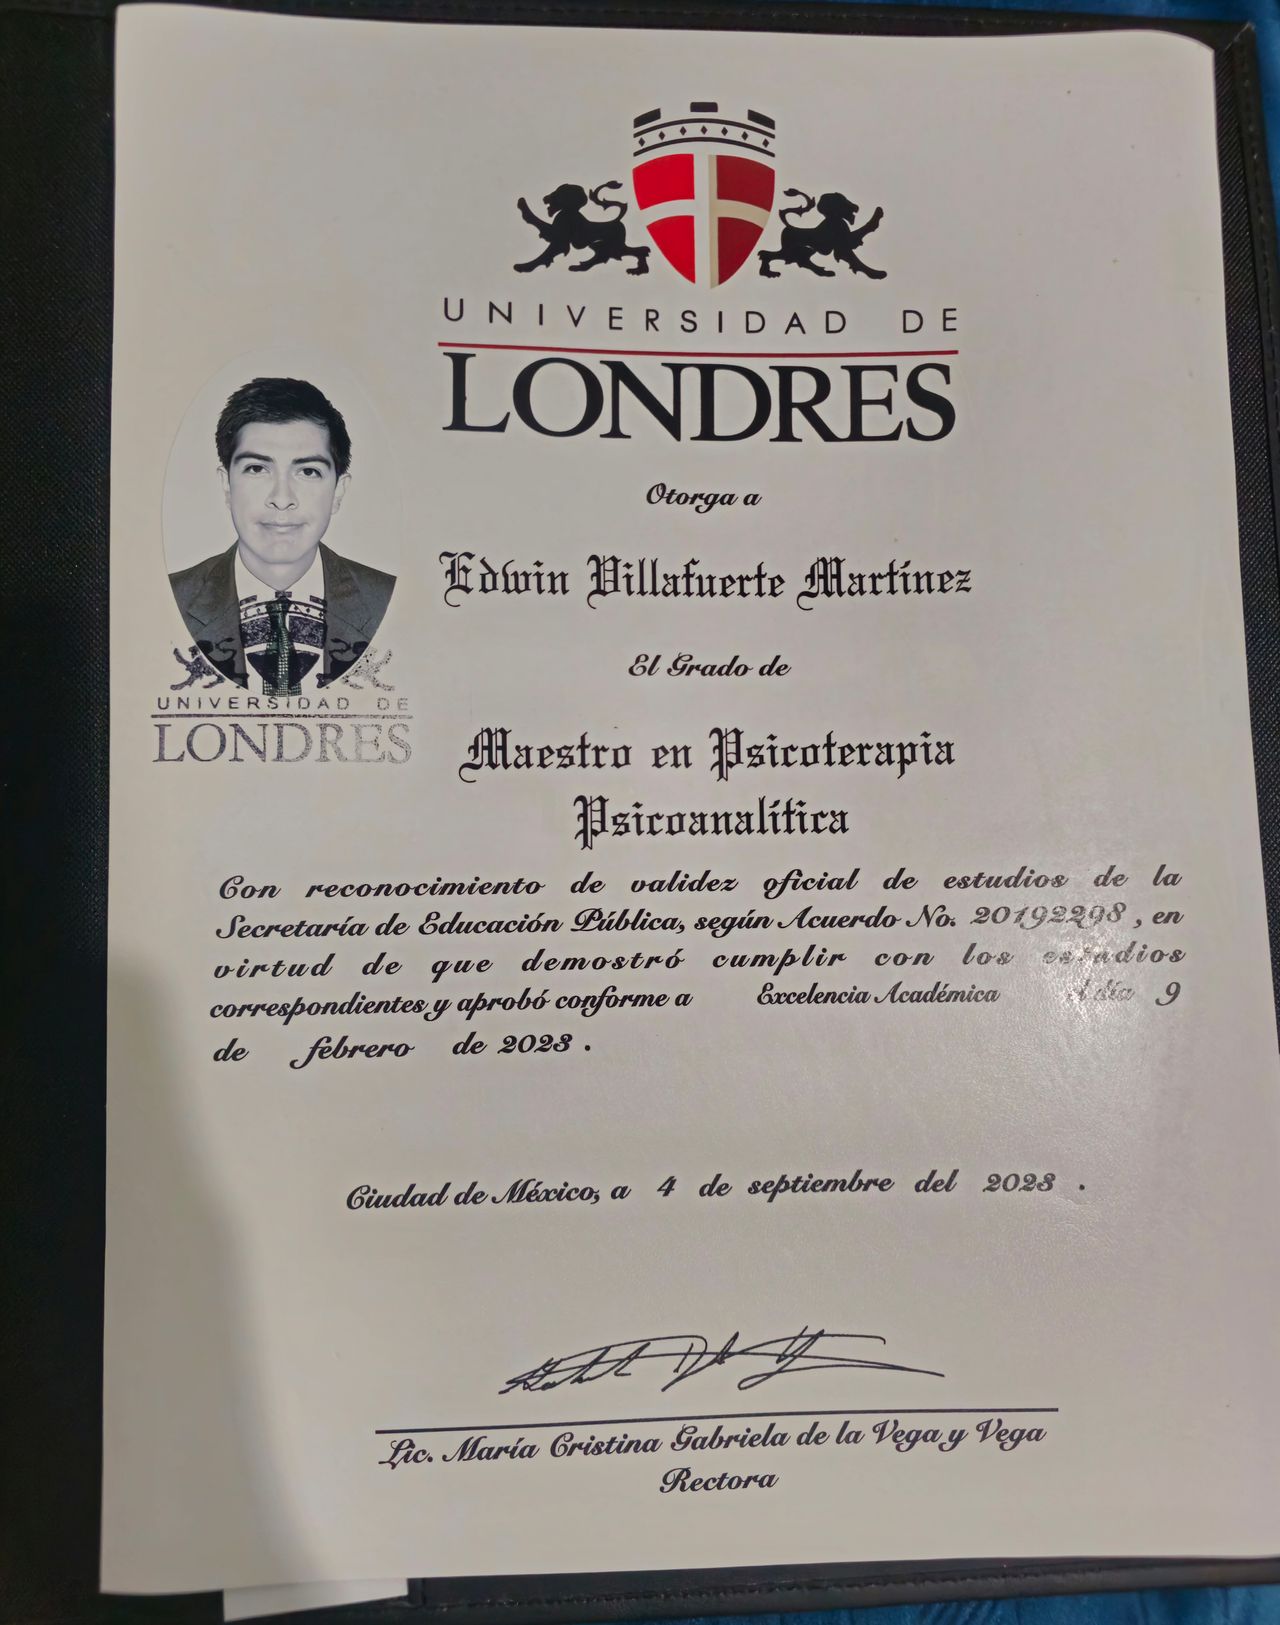 UNIVERSIDAD DE
LONDRES
Otorga a
Edwin Villafuerte Martínez
El Grado de
Maestro en Psicoterapia
Psicoanalítica
UNIVERSIDAD DE
LONDRES
Con reconocimiento de validez oficial de estudios de la
Secretaría de Educación Pública, según Acuerdo No. 20192298, en
virtud de que demostró cumplir con los estudios
correspondientes y aprobó conforme a Excelencia Académica el día 9
de febrero de 2023.
Ciudad de México, a 4 de septiembre del 2023.
Lic. María Cristina Gabriela de la Vega y Vega
Rectora